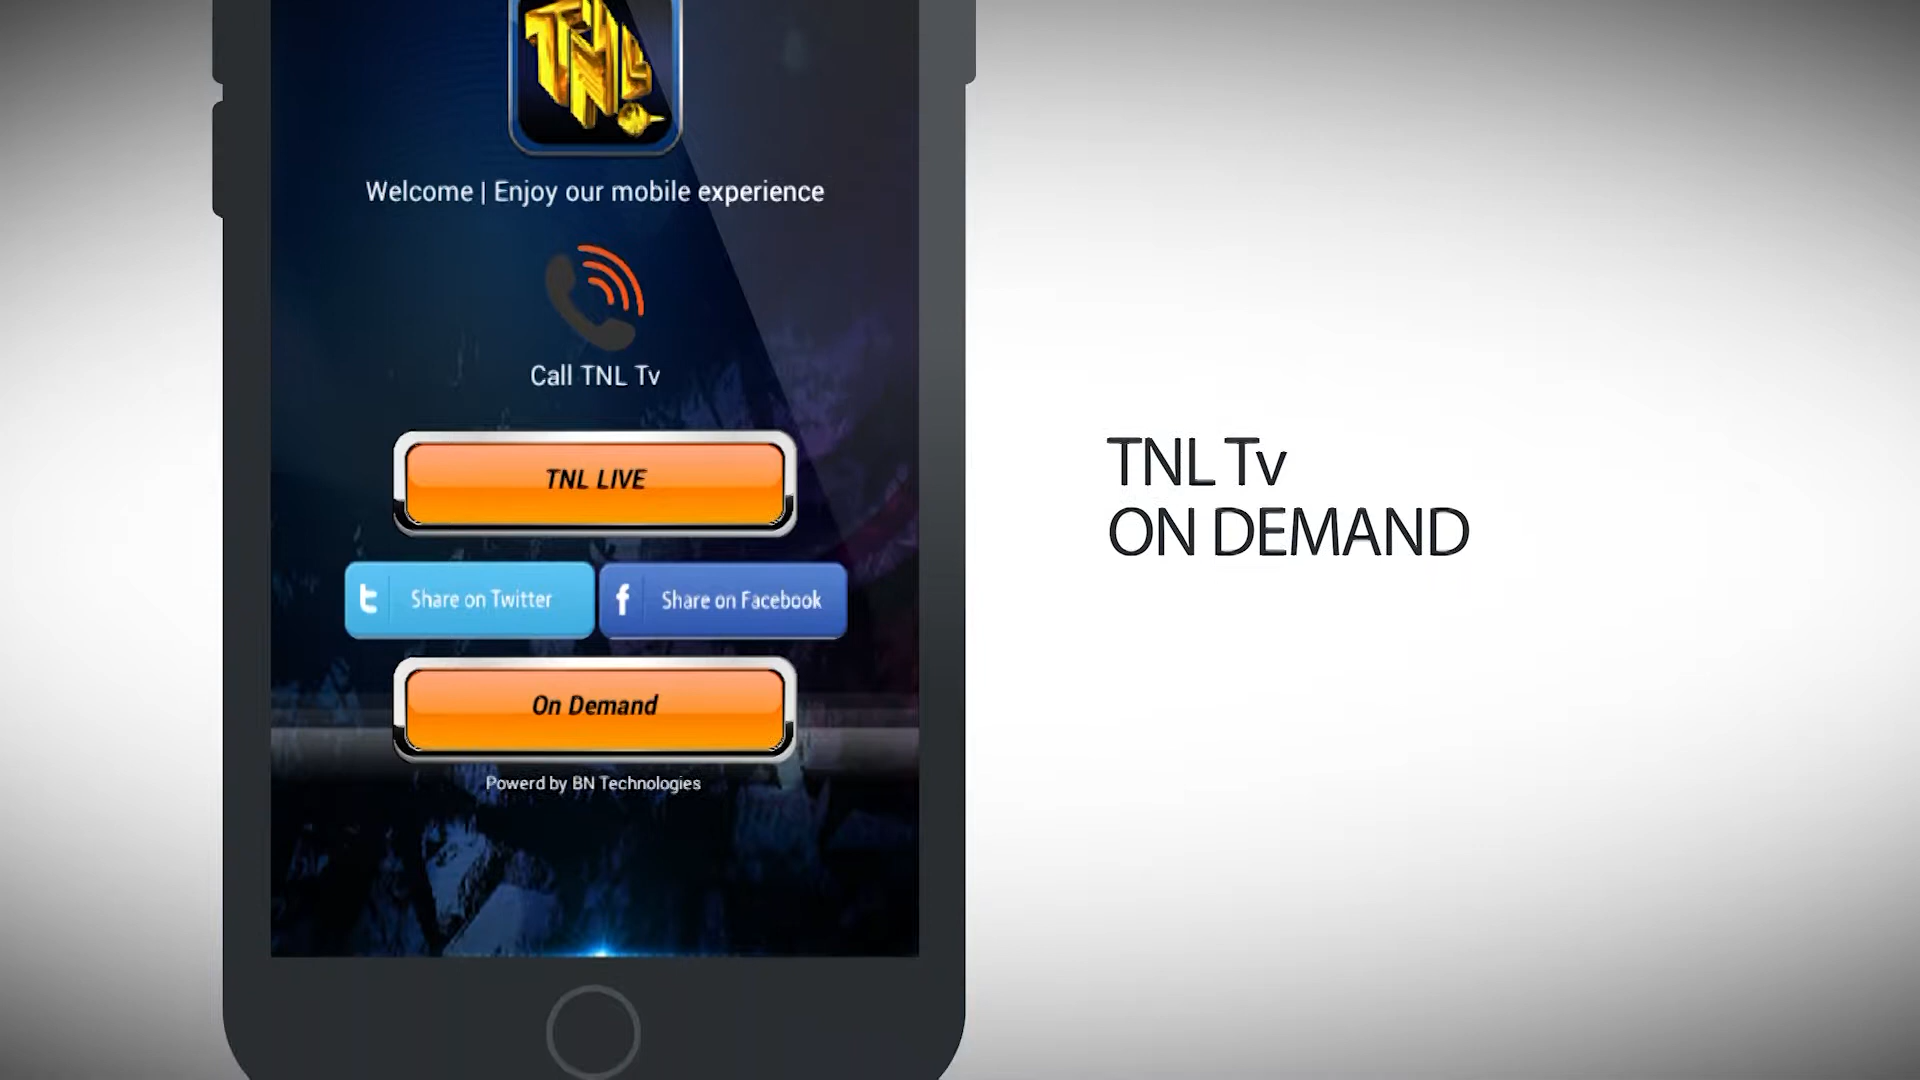 TNL
Welcome | Enjoy our mobile experience
Call TNL Tv
TNL LIVE
Share on Twitter
Share on Facebook
On Demand
Powerd by BN Technologies
TNL Tv
ON DEMAND